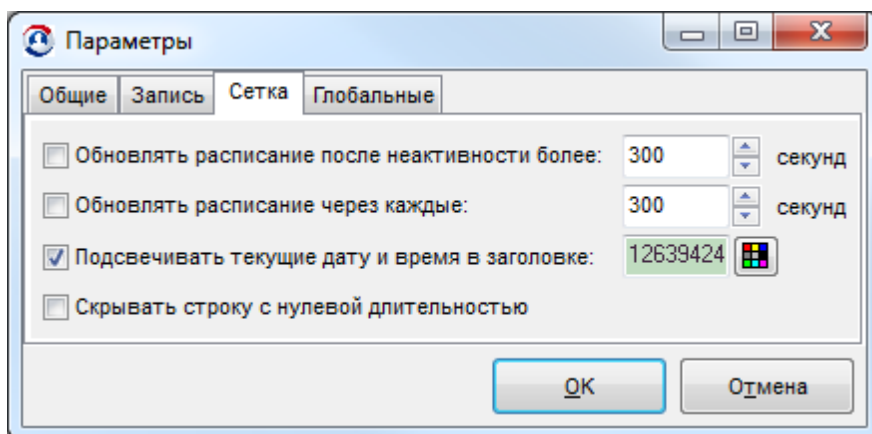 Параметры
Общие Запись Сетка Глобальные
Обновлять расписание после неактивности более: 300 секунд
Обновлять расписание через каждые: 300 секунд
Подсвечивать текущие дату и время в заголовке: 12639424
Скрывать строку с нулевой длительностью
OK Отмена